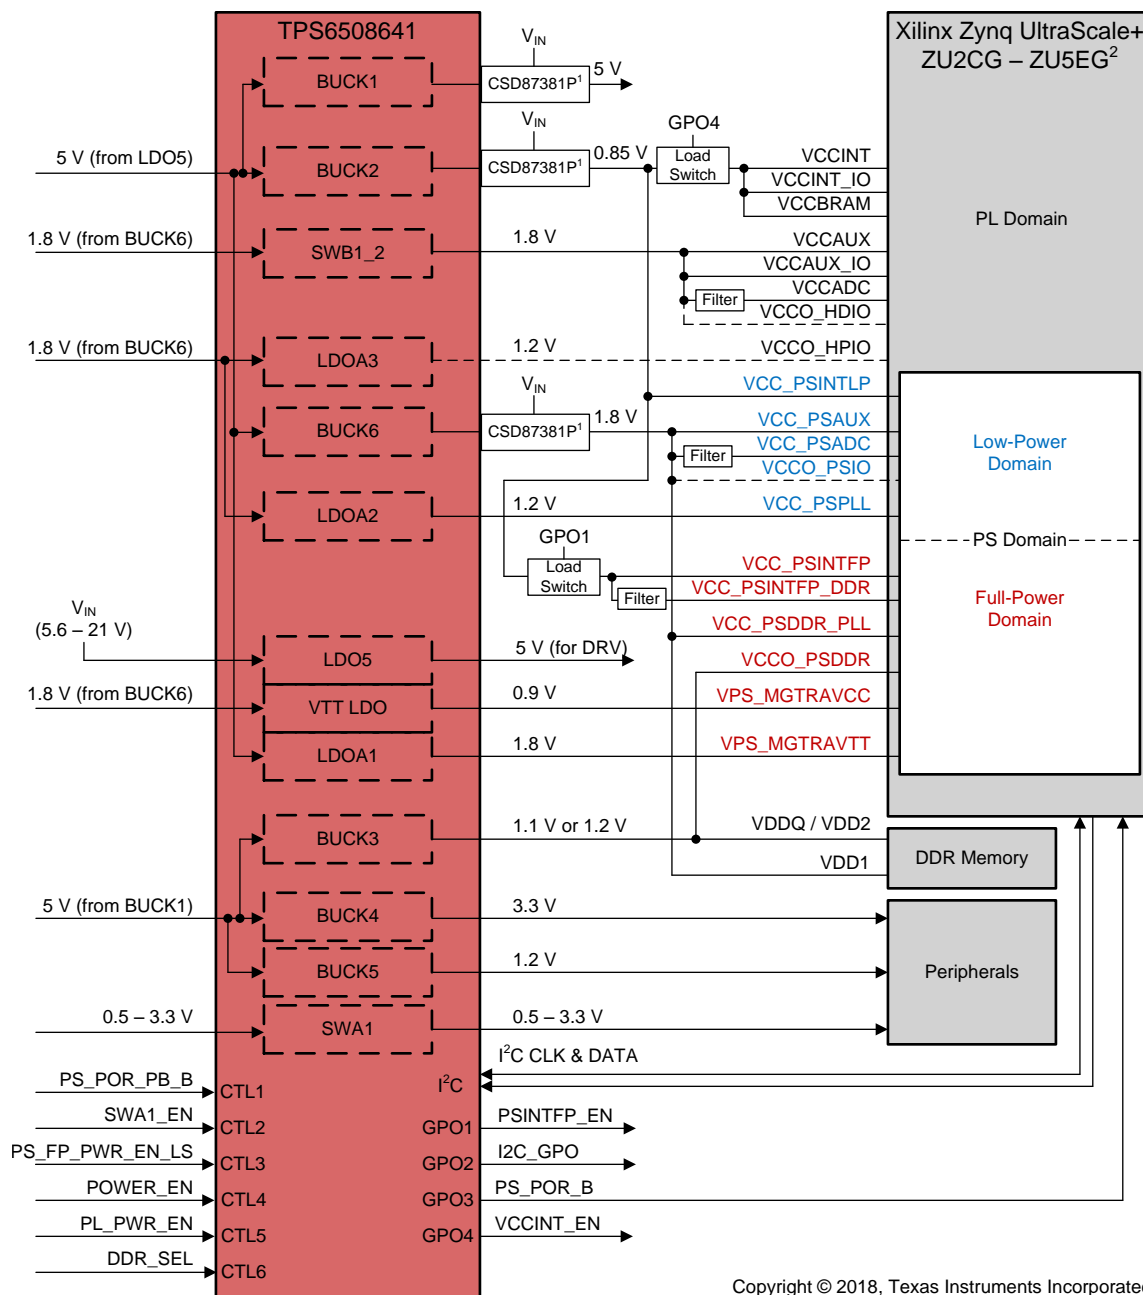 TPS6508641
Xilinx Zynq UltraScale+
ZU2CG – ZU5EG²
V_IN
BUCK1
CSD87381P¹
5 V
V_IN
GPO4
5 V (from LDO5)
BUCK2
CSD87381P¹
0.85 V
Load
Switch
VCCINT
VCCINT_IO
VCCBRAM
PL Domain
1.8 V (from BUCK6)
SWB1_2
1.8 V
VCCAUX
VCCAUX_IO
Filter
VCCADC
VCCO_HDIO
1.8 V (from BUCK6)
LDOA3
1.2 V
VCCO_HPIO
V_IN
VCC_PSINTLP
BUCK6
CSD87381P¹
1.8 V
VCC_PSAUX
Filter
VCC_PSADC
VCCO_PSIO
Low-Power
Domain
LDOA2
1.2 V
VCC_PSPLL
GPO1
PS Domain
Load
Switch
VCC_PSINTFP
Filter
VCC_PSINTFP_DDR
Full-Power
Domain
V_IN
(5.6 – 21 V)
VCC_PSDDR_PLL
LDO5
5 V (for DRV)
VCCO_PSDDR
1.8 V (from BUCK6)
VTT LDO
0.9 V
VPS_MGTRAVCC
LDOA1
1.8 V
VPS_MGTRAVTT
BUCK3
1.1 V or 1.2 V
VDDQ / VDD2
VDD1
DDR Memory
5 V (from BUCK1)
BUCK4
3.3 V
BUCK5
1.2 V
Peripherals
0.5 – 3.3 V
SWA1
0.5 – 3.3 V
I²C CLK & DATA
PS_POR_PB_B
CTL1
I²C
SWA1_EN
CTL2
GPO1
PSINTFP_EN
PS_FP_PWR_EN_LS
CTL3
GPO2
I2C_GPO
POWER_EN
CTL4
GPO3
PS_POR_B
PL_PWR_EN
CTL5
GPO4
VCCINT_EN
DDR_SEL
CTL6
Copyright © 2018, Texas Instruments Incorporated